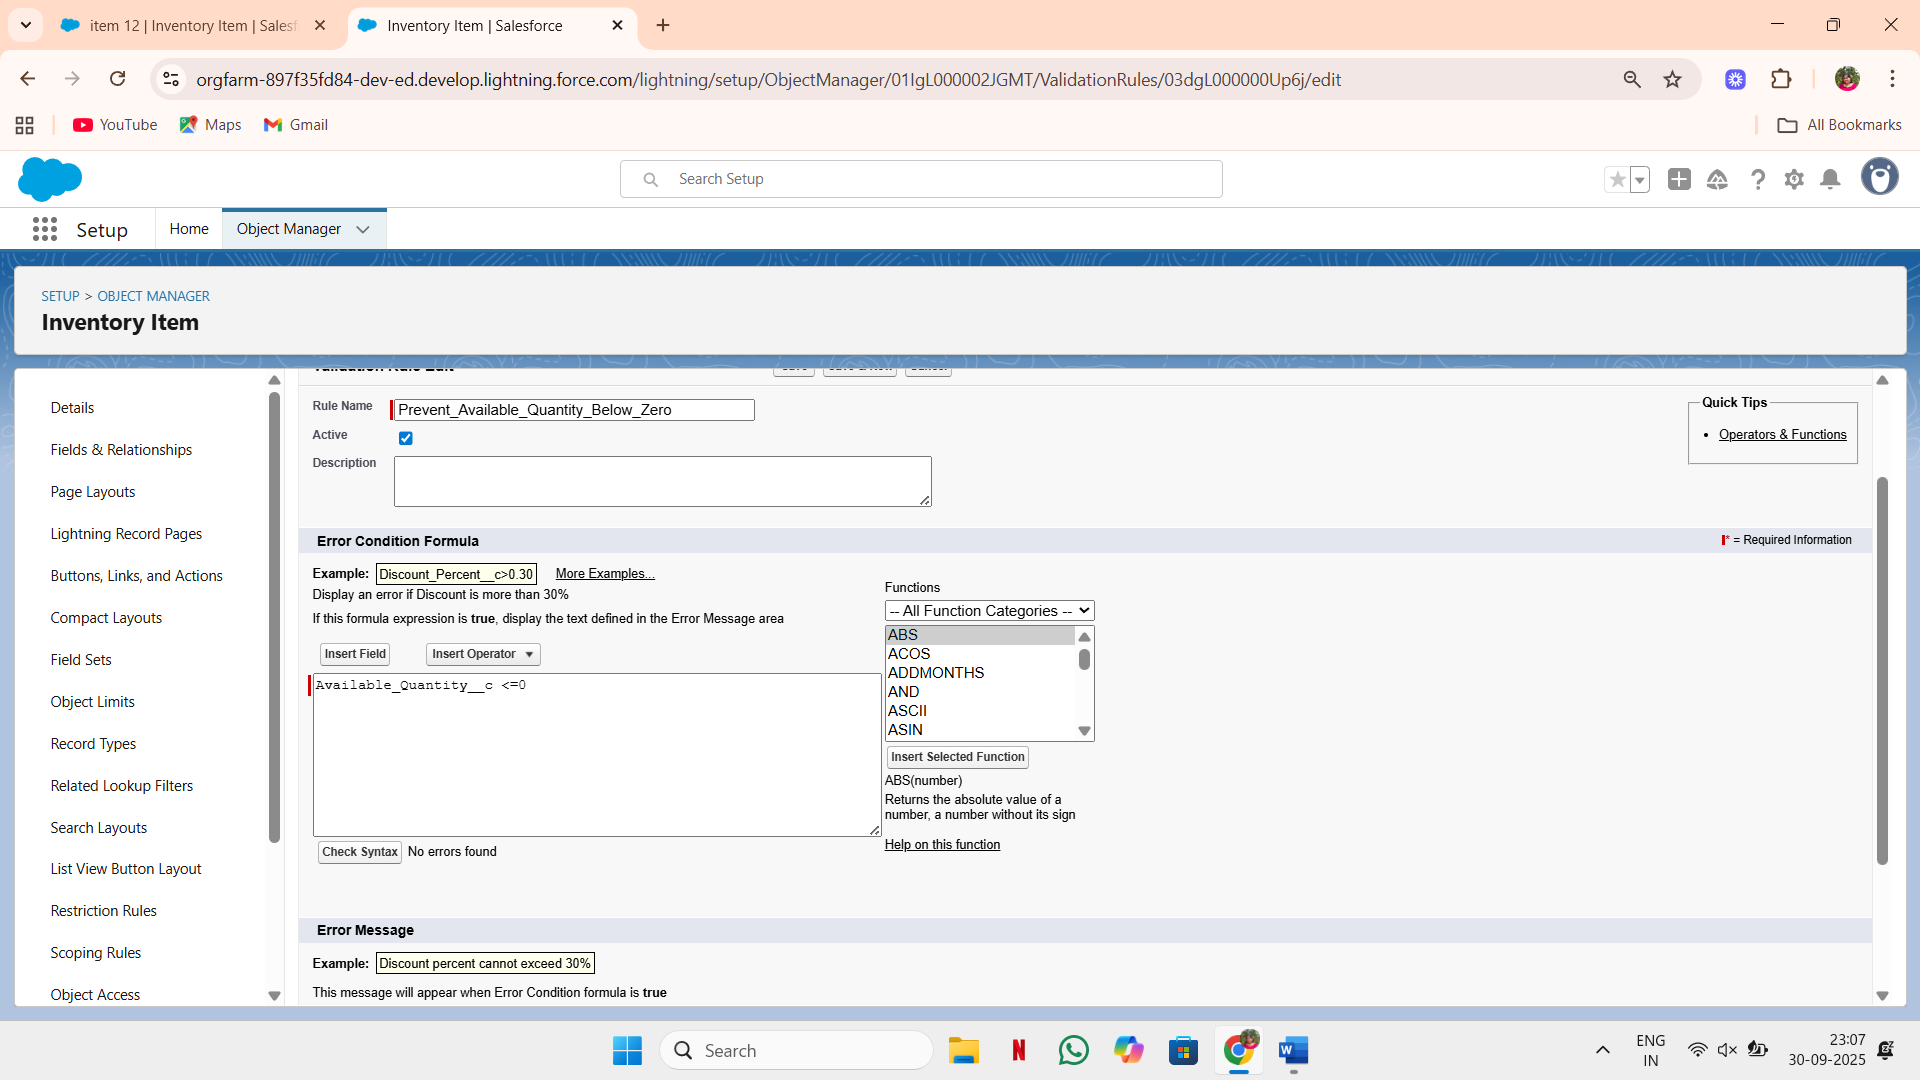 item 12 | Inventory Item | Salesf
Inventory Item | Salesforce
orgfarm-897f35fd84-dev-ed.develop.lightning.force.com/lightning/setup/ObjectManager/01IgL000002JGMT/ValidationRules/03dgL000000Up6j/edit
YouTube
Maps
Gmail
All Bookmarks
Search Setup
Setup
Home
Object Manager
SETUP > OBJECT MANAGER
Inventory Item
Details
Fields & Relationships
Page Layouts
Lightning Record Pages
Buttons, Links, and Actions
Compact Layouts
Field Sets
Object Limits
Record Types
Related Lookup Filters
Search Layouts
List View Button Layout
Restriction Rules
Scoping Rules
Object Access
Validation Rule Edit
Save
Save & New
Cancel
Rule Name
Prevent_Available_Quantity_Below_Zero
Active
Description
Quick Tips
• Operators & Functions
Error Condition Formula
* = Required Information
Example: Discount_Percent__c>0.30 More Examples...
Display an error if Discount is more than 30%
If this formula expression is true, display the text defined in the Error Message area
Insert Field
Insert Operator
Available_Quantity__c <=0
Check Syntax No errors found
Functions
-- All Function Categories --
ABS
ACOS
ADDMONTHS
AND
ASCII
ASIN
Insert Selected Function
ABS(number)
Returns the absolute value of a
number, a number without its sign
Help on this function
Error Message
Example: Discount percent cannot exceed 30%
This message will appear when Error Condition formula is true
Search
ENG
IN
23:07
30-09-2025